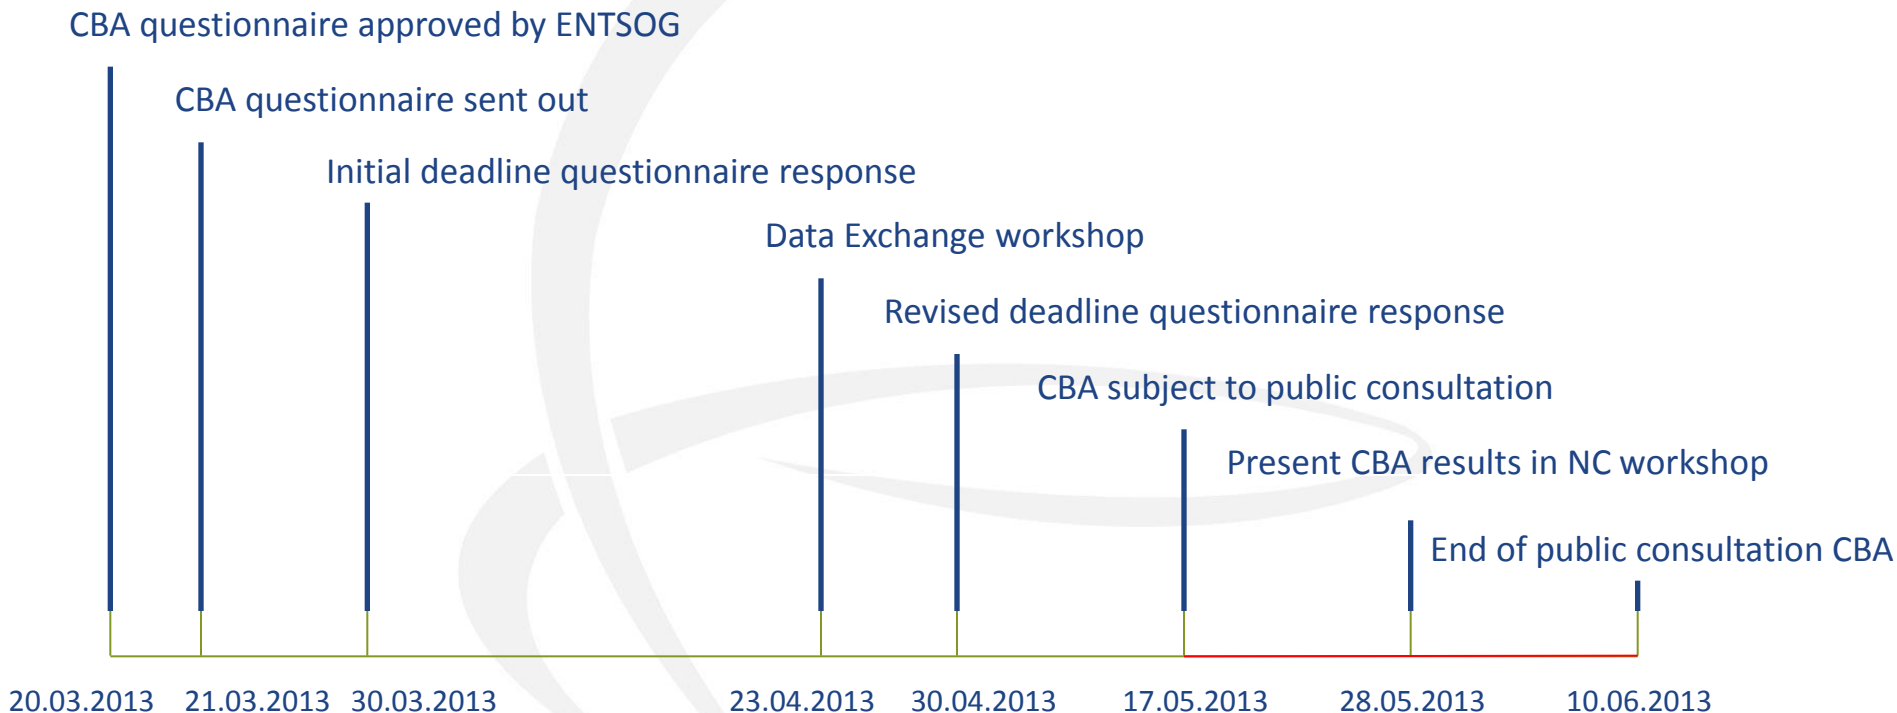 CBA questionnaire approved by ENTSOG
CBA questionnaire sent out
Initial deadline questionnaire response
Data Exchange workshop
Revised deadline questionnaire response
CBA subject to public consultation
Present CBA results in NC workshop
End of public consultation CBA
20.03.2013 21.03.2013 30.03.2013 23.04.2013 30.04.2013 17.05.2013 28.05.2013 10.06.2013